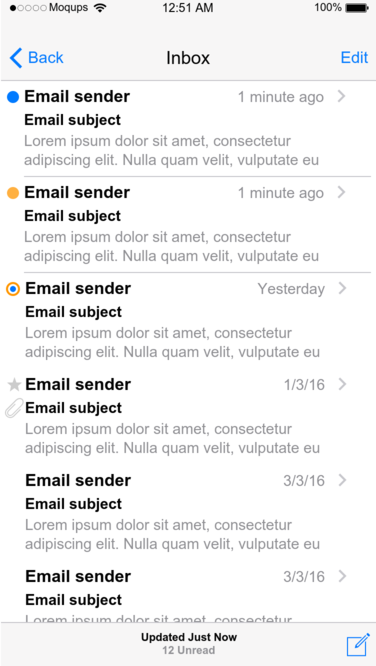 Moqups 12:51 AM 100%
Back Inbox Edit
Email sender 1 minute ago
Email subject
Lorem ipsum dolor sit amet, consectetur
adipiscing elit. Nulla quam velit, vulputate eu
Email sender 1 minute ago
Email subject
Lorem ipsum dolor sit amet, consectetur
adipiscing elit. Nulla quam velit, vulputate eu
Email sender Yesterday
Email subject
Lorem ipsum dolor sit amet, consectetur
adipiscing elit. Nulla quam velit, vulputate eu
Email sender 1/3/16
Email subject
Lorem ipsum dolor sit amet, consectetur
adipiscing elit. Nulla quam velit, vulputate eu
Email sender 3/3/16
Email subject
Lorem ipsum dolor sit amet, consectetur
adipiscing elit. Nulla quam velit, vulputate eu
Email sender 3/3/16
Email subject
Lorem ipsum dolor sit amet, consectetur
Updated Just Now
12 Unread